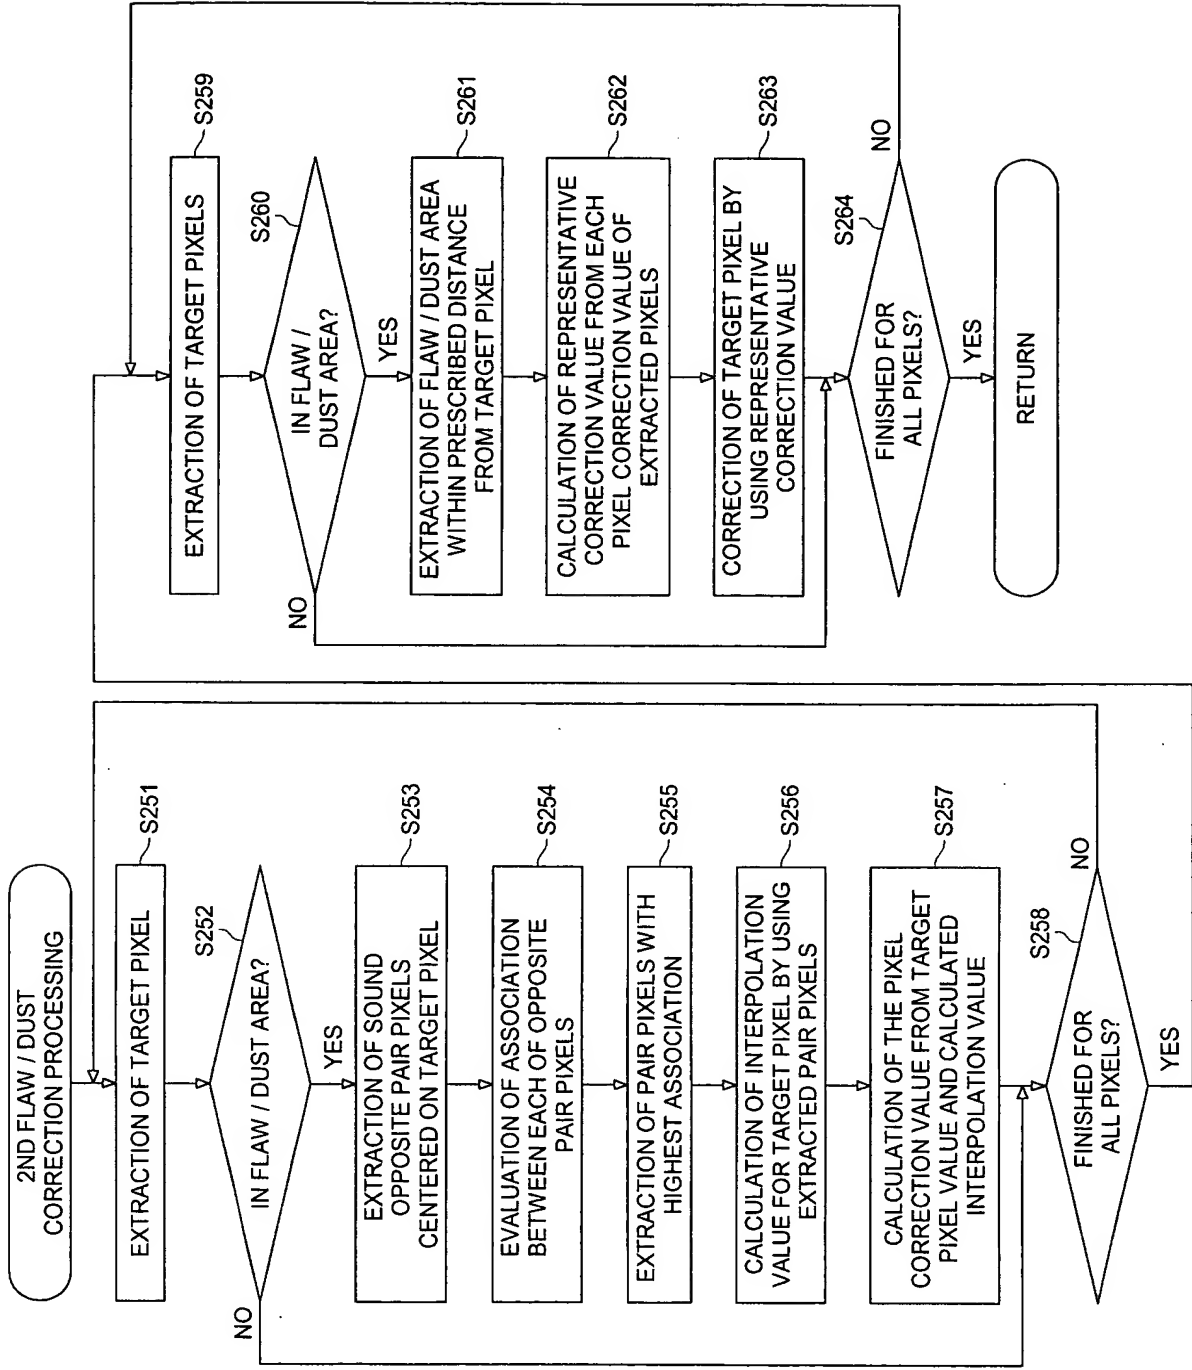 2ND FLAW / DUST
CORRECTION PROCESSING
EXTRACTION OF TARGET PIXEL
S251
IN FLAW / DUST AREA?
S252
NO
YES
EXTRACTION OF SOUND
OPPOSITE PAIR PIXELS
CENTERED ON TARGET PIXEL
S253
EVALUATION OF ASSOCIATION
BETWEEN EACH OF OPPOSITE
PAIR PIXELS
S254
EXTRACTION OF PAIR PIXELS WITH
HIGHEST ASSOCIATION
S255
CALCULATION OF INTERPOLATION
VALUE FOR TARGET PIXEL BY USING
EXTRACTED PAIR PIXELS
S256
CALCULATION OF THE PIXEL
CORRECTION VALUE FROM TARGET
PIXEL VALUE AND CALCULATED
INTERPOLATION VALUE
S257
FINISHED FOR
ALL PIXELS?
S258
NO
YES
EXTRACTION OF TARGET PIXELS
S259
IN FLAW /
DUST AREA?
S260
NO
YES
EXTRACTION OF FLAW / DUST AREA
WITHIN PRESCRIBED DISTANCE
FROM TARGET PIXEL
S261
CALCULATION OF REPRESENTATIVE
CORRECTION VALUE FROM EACH
PIXEL CORRECTION VALUE OF
EXTRACTED PIXELS
S262
CORRECTION OF TARGET PIXEL BY
USING REPRESENTATIVE
CORRECTION VALUE
S263
FINISHED FOR
ALL PIXELS?
S264
NO
YES
RETURN